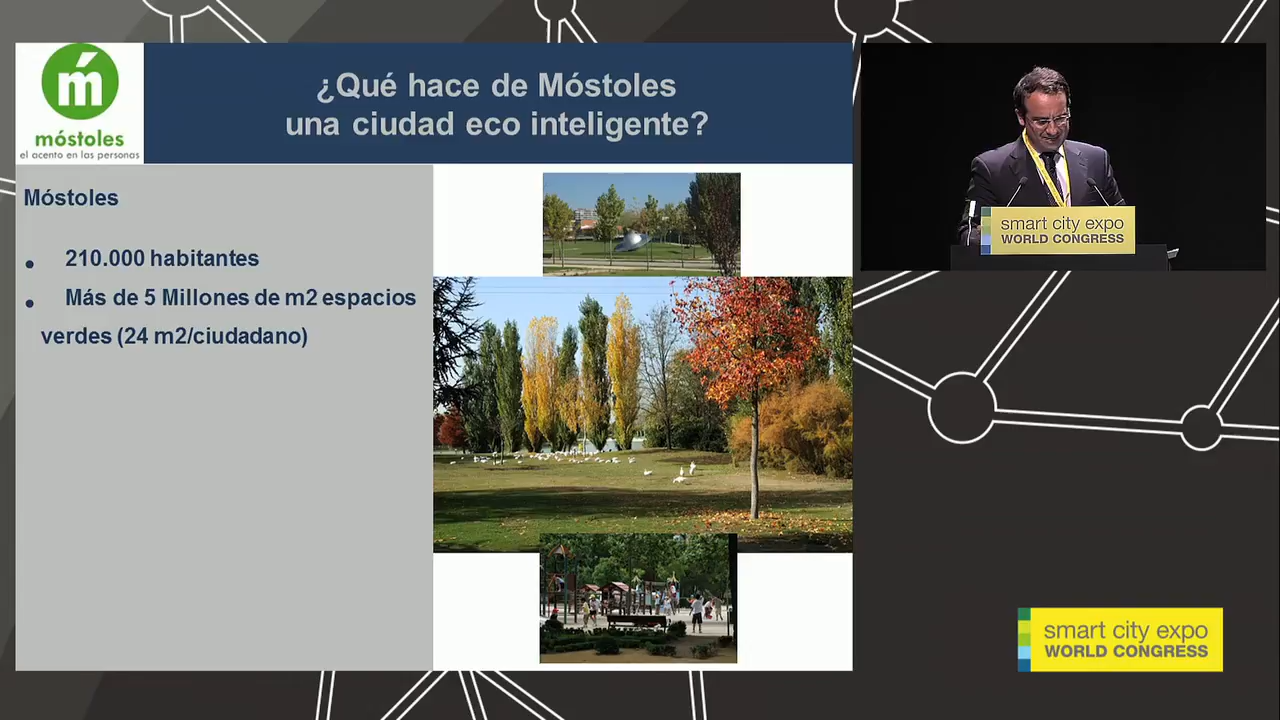 ḿ
móstoles
el acento en las personas
¿Qué hace de Móstoles
una ciudad eco inteligente?
Móstoles
• 210.000 habitantes
• Más de 5 Millones de m2 espacios
verdes (24 m2/ciudadano)
smart city expo
WORLD CONGRESS
smart city expo
WORLD CONGRESS